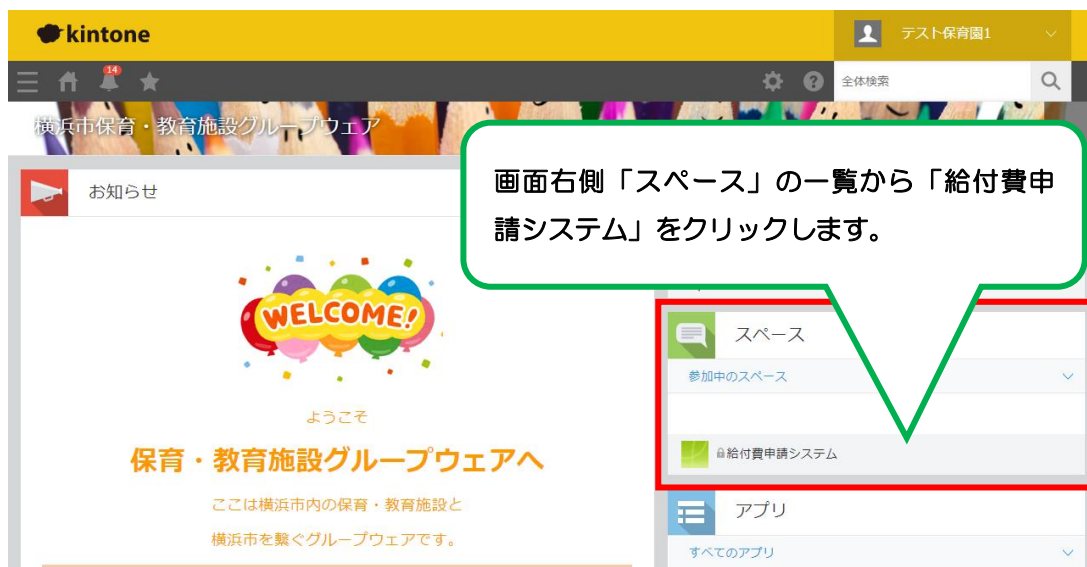 kintone
テスト保育園1
14
全体検索
横浜市保育・教育施設グループウェア
お知らせ
画面右側「スペース」の一覧から「給付費申
請システム」をクリックします。
WELCOME!
スペース
参加中のスペース
ようこそ
給付費申請システム
保育・教育施設グループウェアへ
ここは横浜市内の保育・教育施設と
アプリ
横浜市を繋ぐグループウェアです。
すべてのアプリ